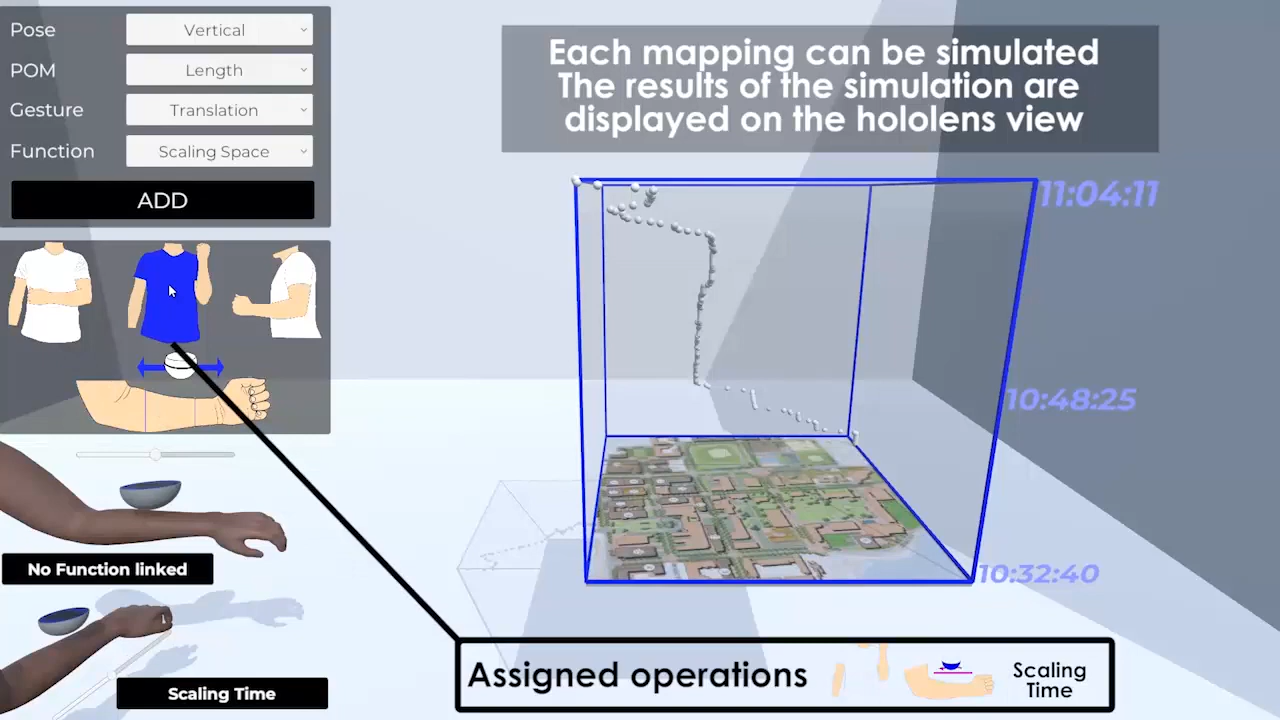 Pose
Vertical
POM
Length
Gesture
Translation
Function
Scaling Space
ADD
Each mapping can be simulated
The results of the simulation are
displayed on the hololens view
11:04:11
10:48:25
10:32:40
No Function linked
Scaling Time
Assigned operations
Scaling
Time